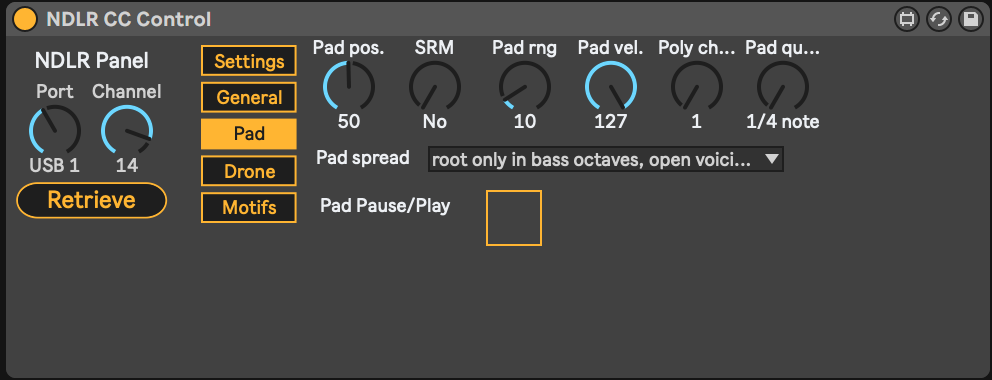 NDLR CC Control
NDLR Panel
Port Channel
USB 1 14
Retrieve
Settings
General
Pad
Drone
Motifs
Pad pos. SRM Pad rng Pad vel. Poly ch... Pad qu...
50 No 10 127 1 1/4 note
Pad spread root only in bass octaves, open voici...
Pad Pause/Play